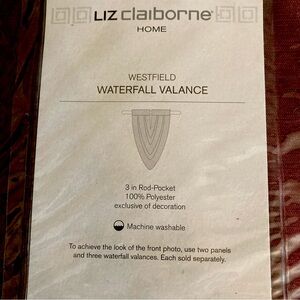 LIZ claiborne®
HOME
WESTFIELD
WATERFALL VALANCE
3 in Rod-Pocket
100% Polyester
exclusive of decoration
Machine washable
To achieve the look of the front photo, use two panels
and three waterfall valances. Each sold separately.